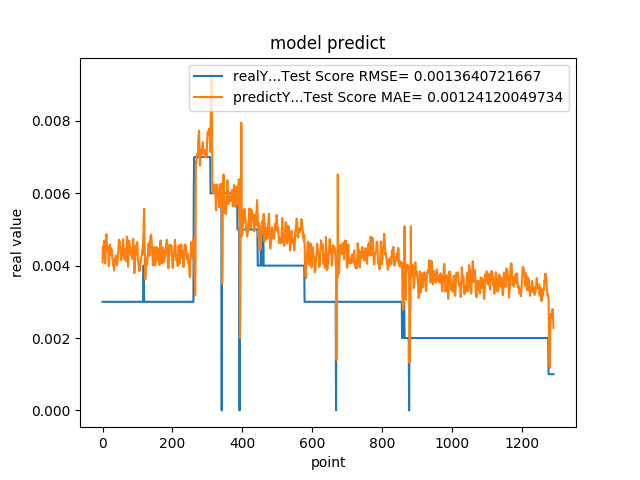 model predict
realY...Test Score RMSE= 0.0013640721667
predictY...Test Score MAE= 0.00124120049734
0.008
0.006
0.004
0.002
0.000
real value
0 200 400 600 800 1000 1200
point